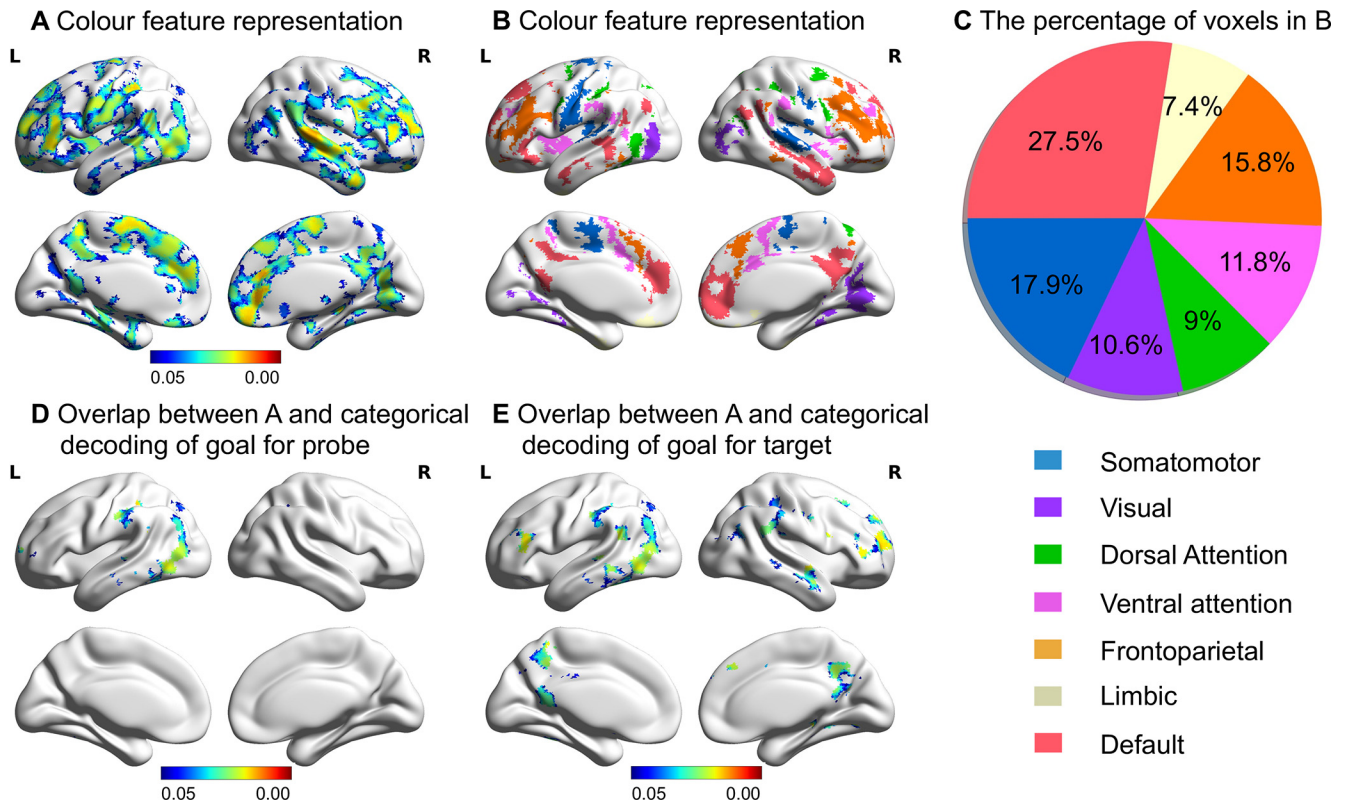 A Colour feature representation
B Colour feature representation
C The percentage of voxels in B
L
R
L
R
7.4%
27.5%
15.8%
11.8%
17.9%
9%
10.6%
0.05 0.00
D Overlap between A and categorical
decoding of goal for probe
E Overlap between A and categorical
decoding of goal for target
L
R
L
R
Somatomotor
Visual
Dorsal Attention
Ventral attention
Frontoparietal
Limbic
Default
0.05 0.00
0.05 0.00